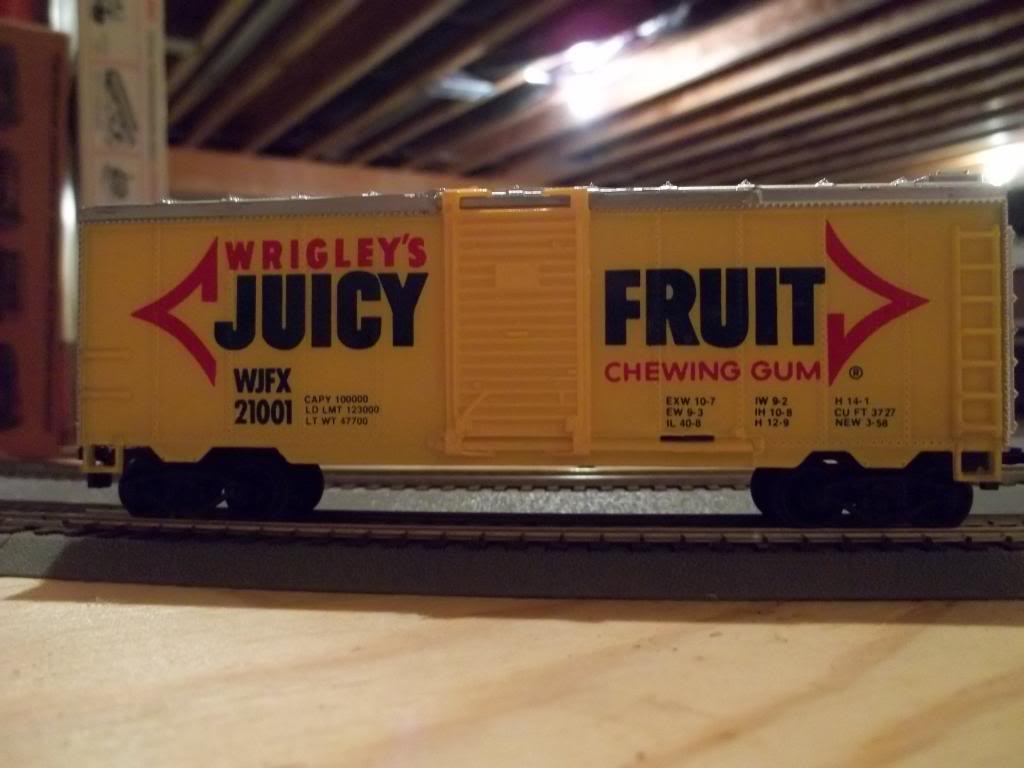 WRIGLEY'S
JUICY FRUIT
CHEWING GUM ®
WJFX
21001
CAPY 100000
LD LMT 123000
LT WT 47700
EXW 10-7 IW 9-2 H 14-1
EW 9-3 IH 10-8 CU FT 3727
IL 40-8 H 12-9 NEW 3-58